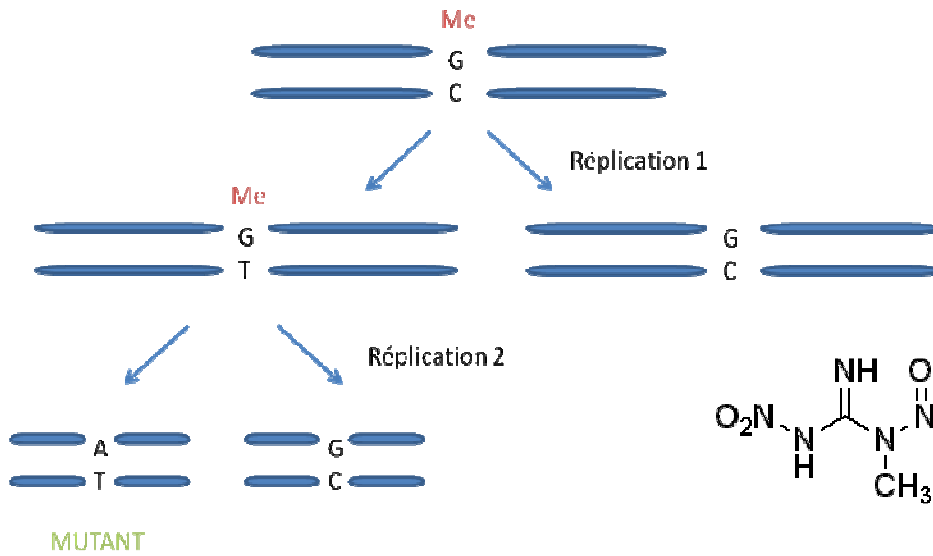 Me
G
C
Réplication 1
Me
G
T
G
C
Réplication 2
A
T
G
C
MUTANT
NH
O
O₂N
N
H
N
N
CH₃